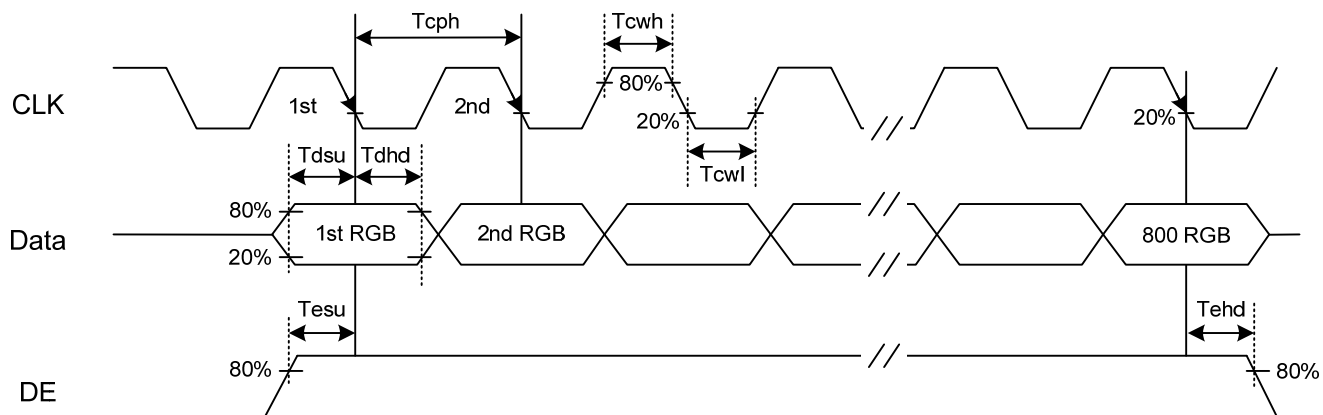 Tcph
Tcwh
CLK
1st
2nd
80%
20%
20%
Tcwl
Tdsu
Tdhd
80%
Data
1st RGB
2nd RGB
800 RGB
20%
Tesu
Tehd
80%
80%
DE